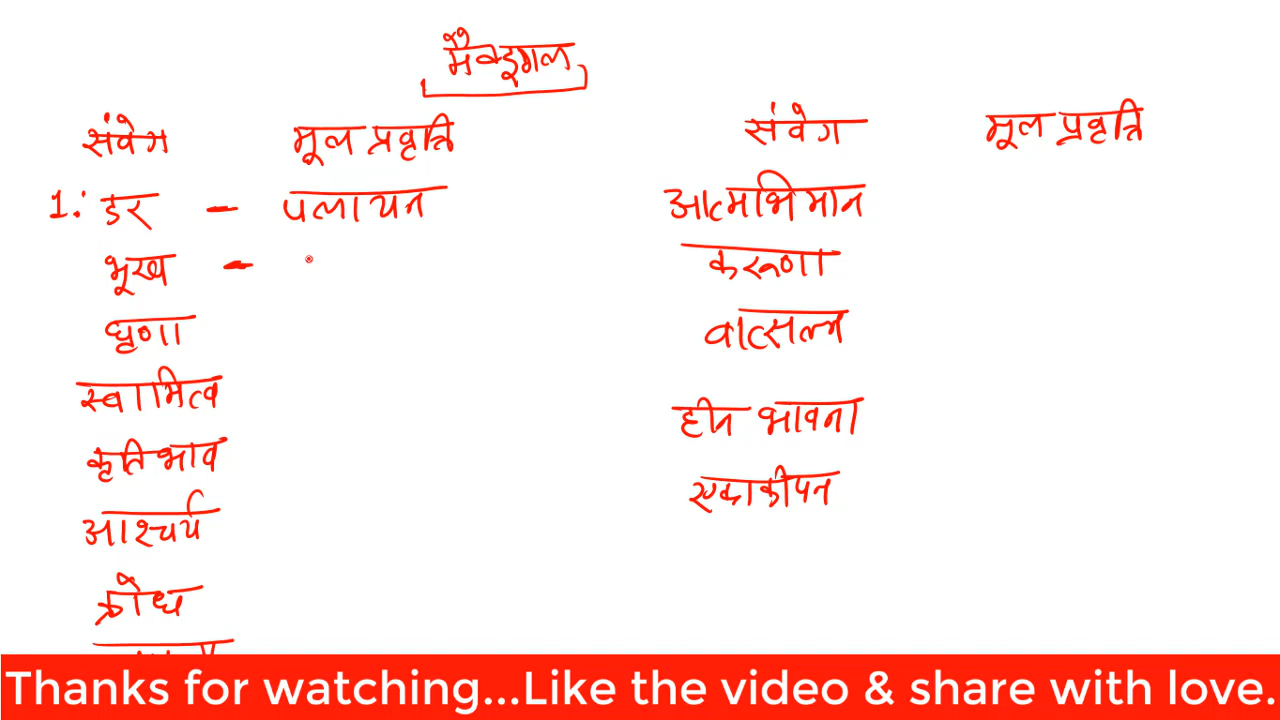 मैक्डूगल
संवेग मूल प्रवृत्ति संवेग मूल प्रवृत्ति
1. डर - पलायन आत्मभिमान
भूख - करूणा
घृणा वात्सल्य
स्वामित्व हीन भावना
कृतिभाव एकाकीपन
आश्चर्य
क्रोध
Thanks for watching...Like the video & share with love.